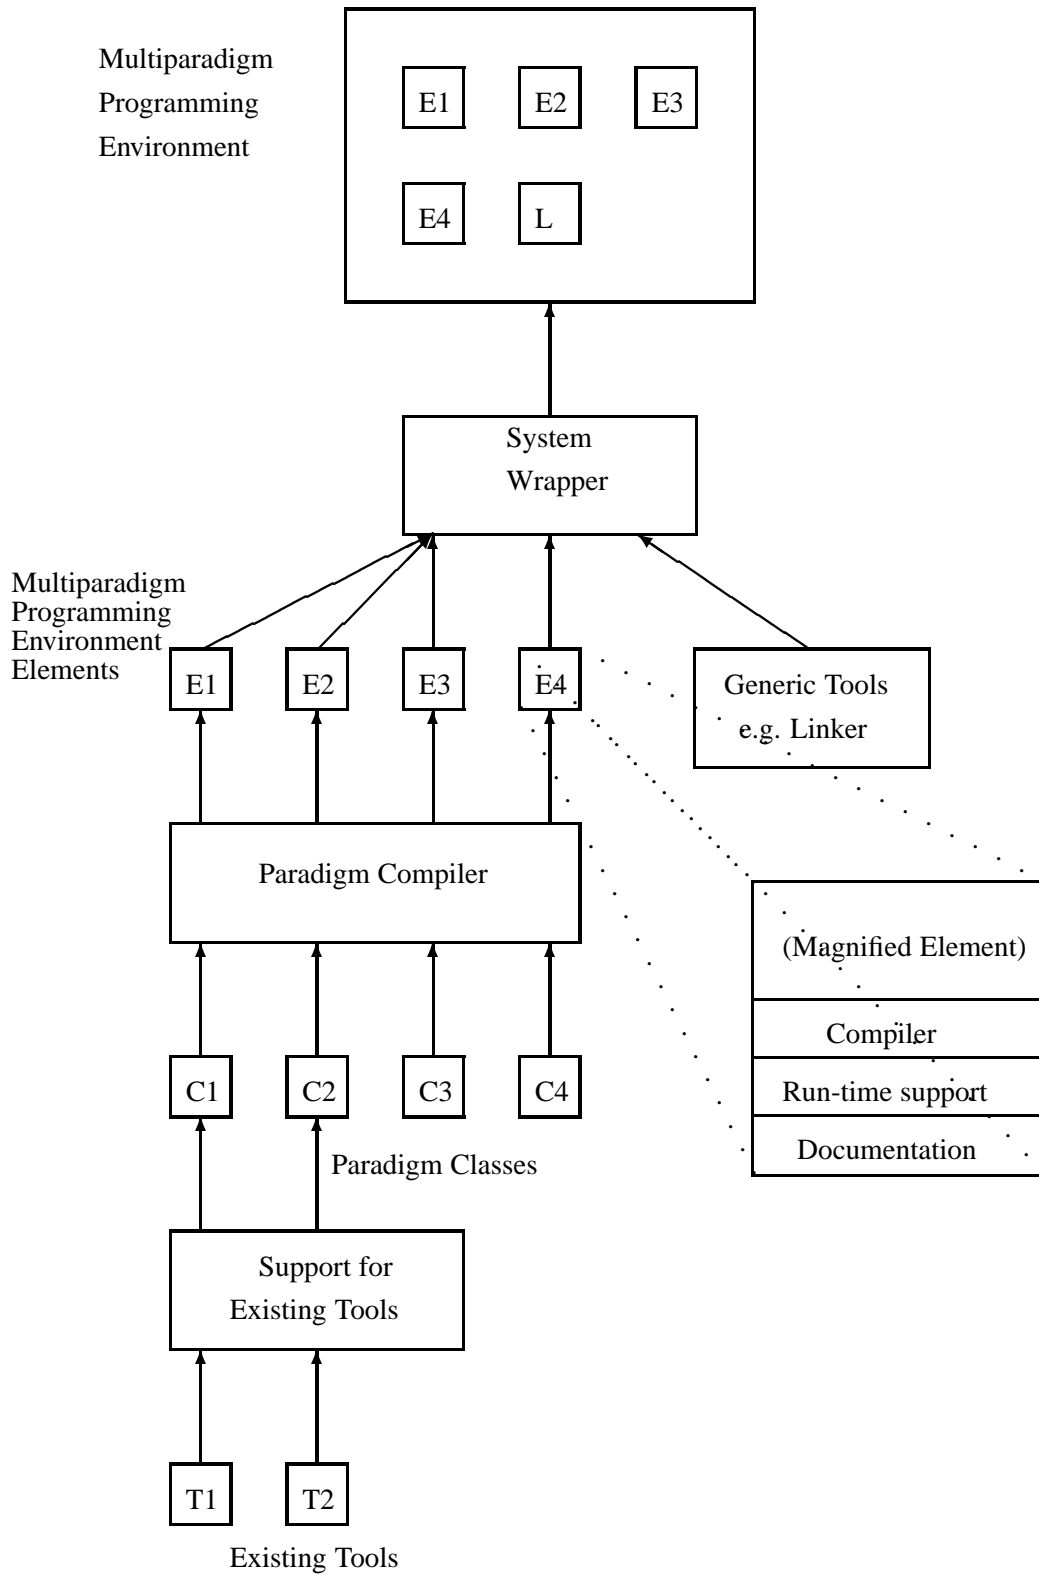 Multiparadigm
Programming
Environment
E1 E2 E3
E4 L
System
Wrapper
Multiparadigm
Programming
Environment
Elements
E1 E2 E3 E4
Generic Tools
e.g. Linker
Paradigm Compiler
(Magnified Element)
Compiler
Run-time support
Documentation
C1 C2 C3 C4
Paradigm Classes
Support for
Existing Tools
T1 T2
Existing Tools